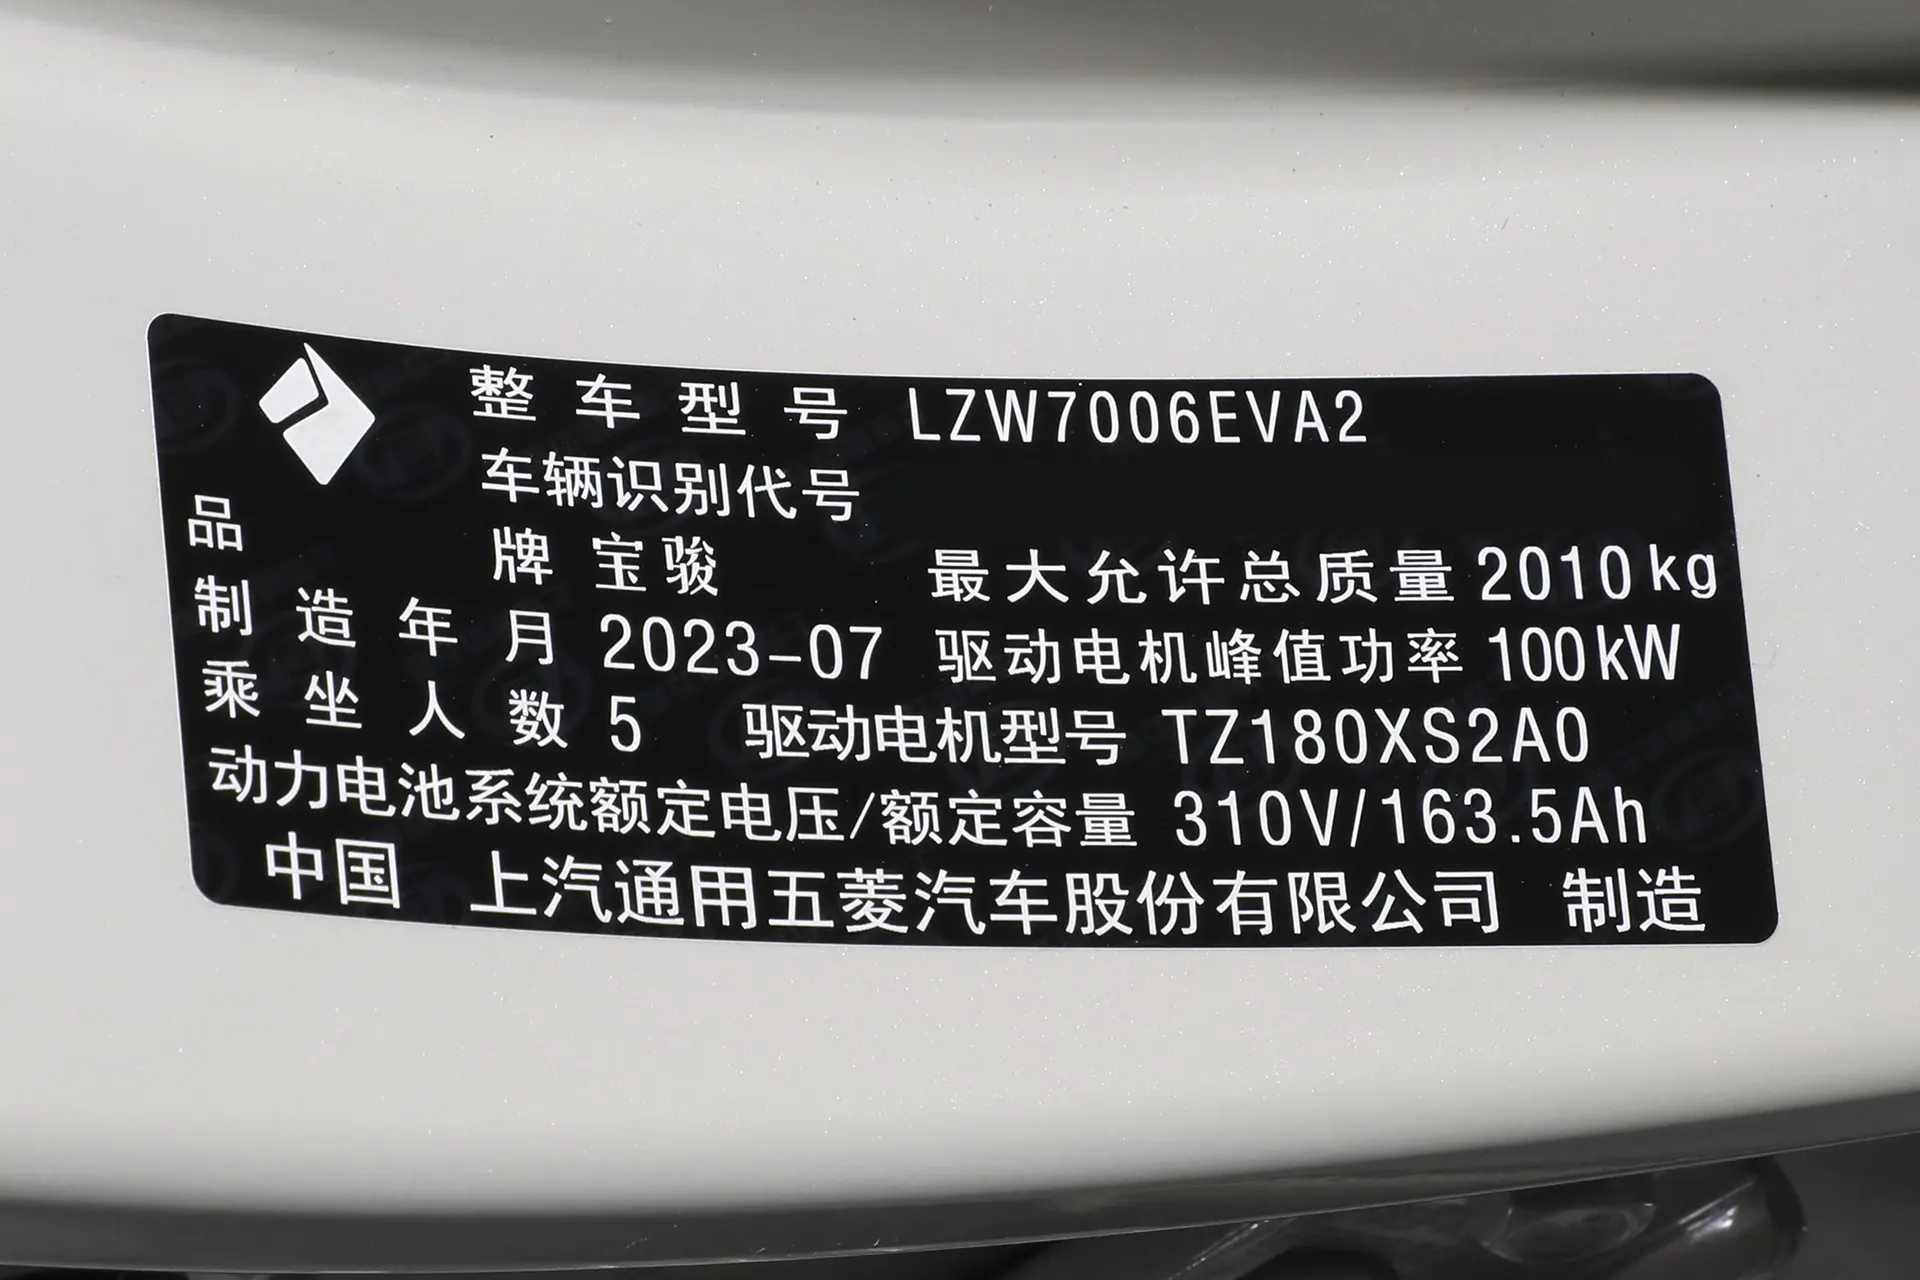 整车型号 LZW7006EVA2
车辆识别代号
品牌 宝骏 最大允许总质量 2010kg
制造年月 2023-07 驱动电机峰值功率 100kW
乘坐人数 5 驱动电机型号 TZ180XS2A0
动力电池系统额定电压/额定容量 310V/163.5Ah
中国 上汽通用五菱汽车股份有限公司 制造